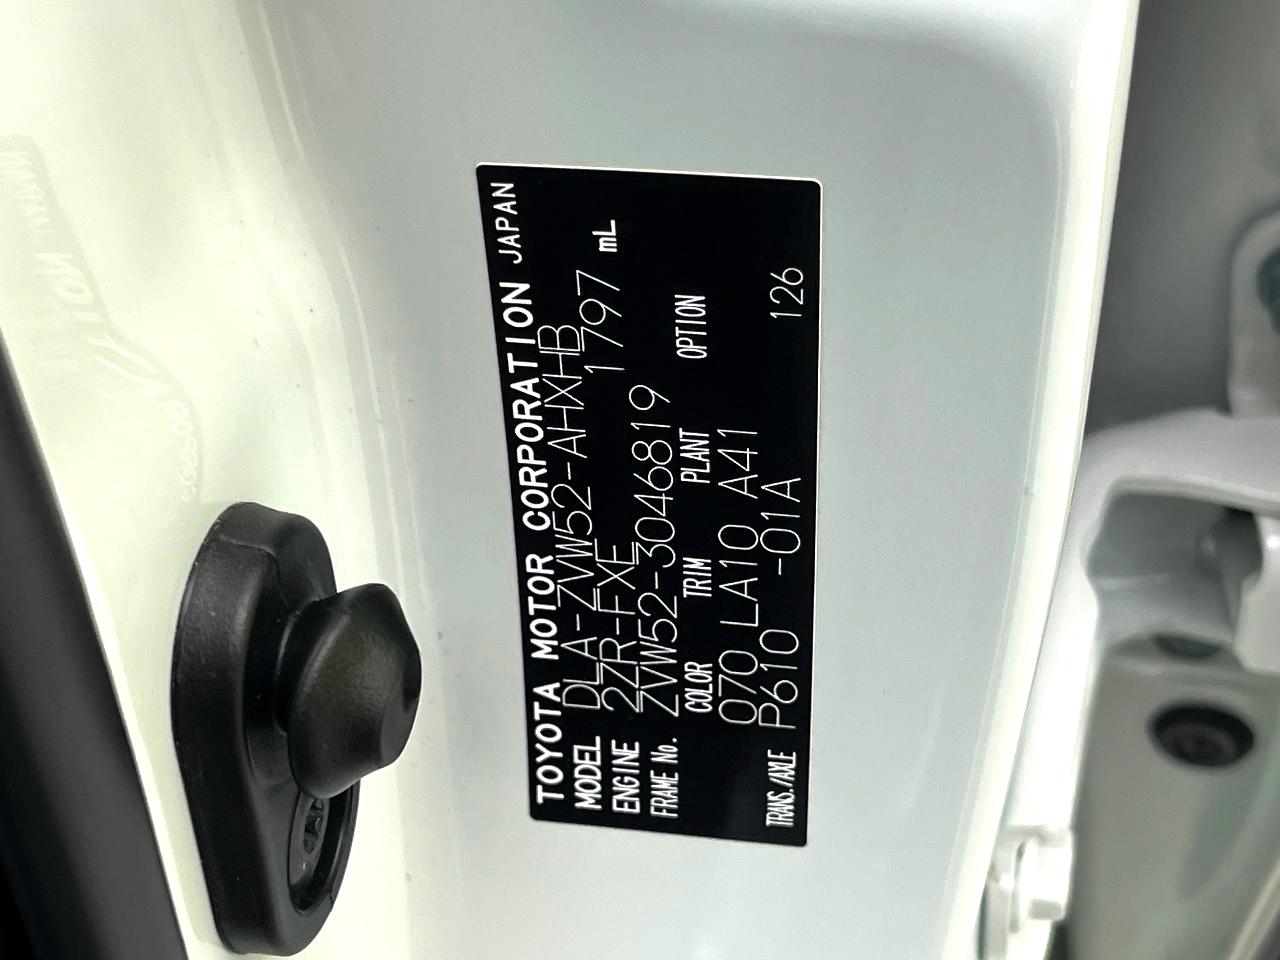 TOYOTA MOTOR CORPORATION JAPAN
MODEL DLA-ZVW52-AHXHB
ENGINE 2ZR-FXE 1797 mL
FRAME No. ZVW52-3046819
COLOR TRIM PLANT OPTION
070 LA10 A41
TRANS./AXLE P610 -01A 126